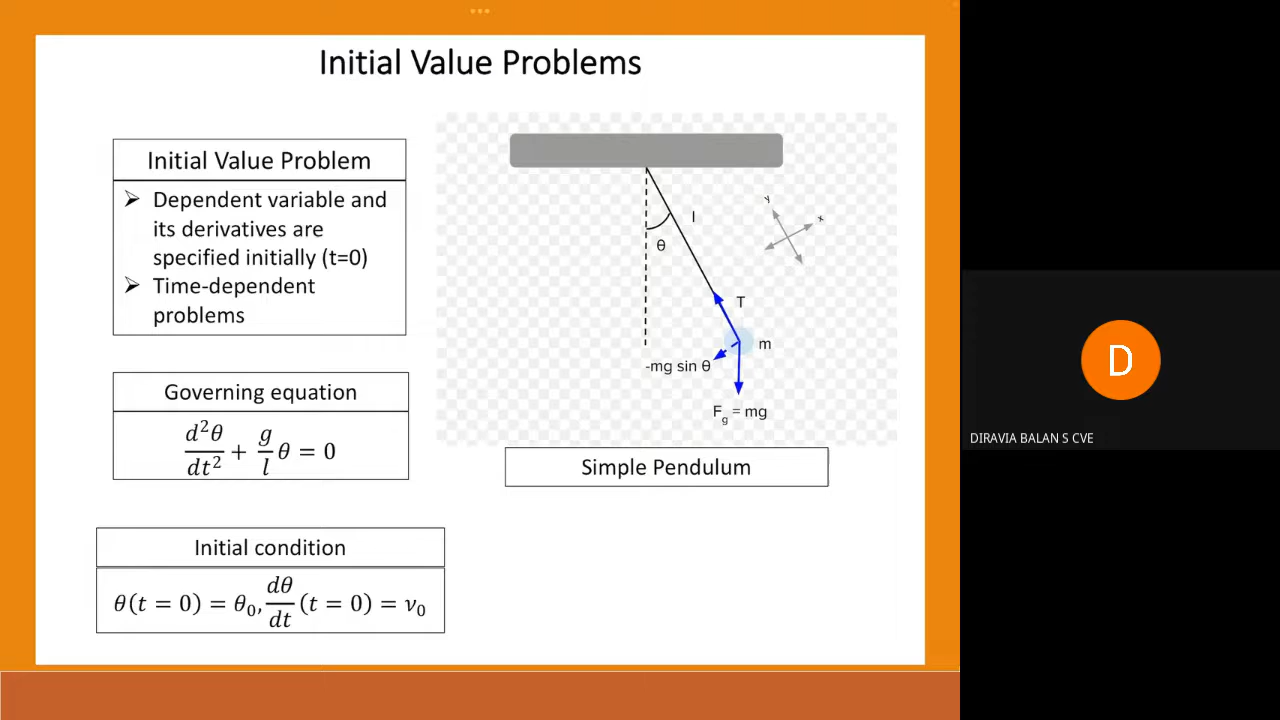 Initial Value Problems
Initial Value Problem
➢ Dependent variable and
its derivatives are
specified initially (t=0)
➢ Time-dependent
problems
Governing equation
d²θ/dt² + g/l θ = 0
Initial condition
θ(t = 0) = θ₀, dθ/dt (t = 0) = ν₀
l
θ
y
x
T
m
-mg sin θ
F_g = mg
Simple Pendulum
D
DIRAVIA BALAN S CVE